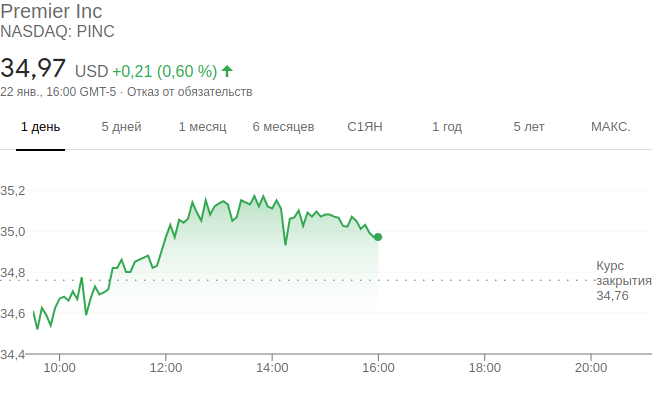 Premier Inc
NASDAQ: PINC
34,97 USD +0,21 (0,60 %)
22 янв., 16:00 GMT-5 · Отказ от обязательств
1 день 5 дней 1 месяц 6 месяцев С1ЯН 1 год 5 лет МАКС.
35,2
35,0
34,8
Курс
закрытия
34,76
34,6
34,4
10:00 12:00 14:00 16:00 18:00 20:00